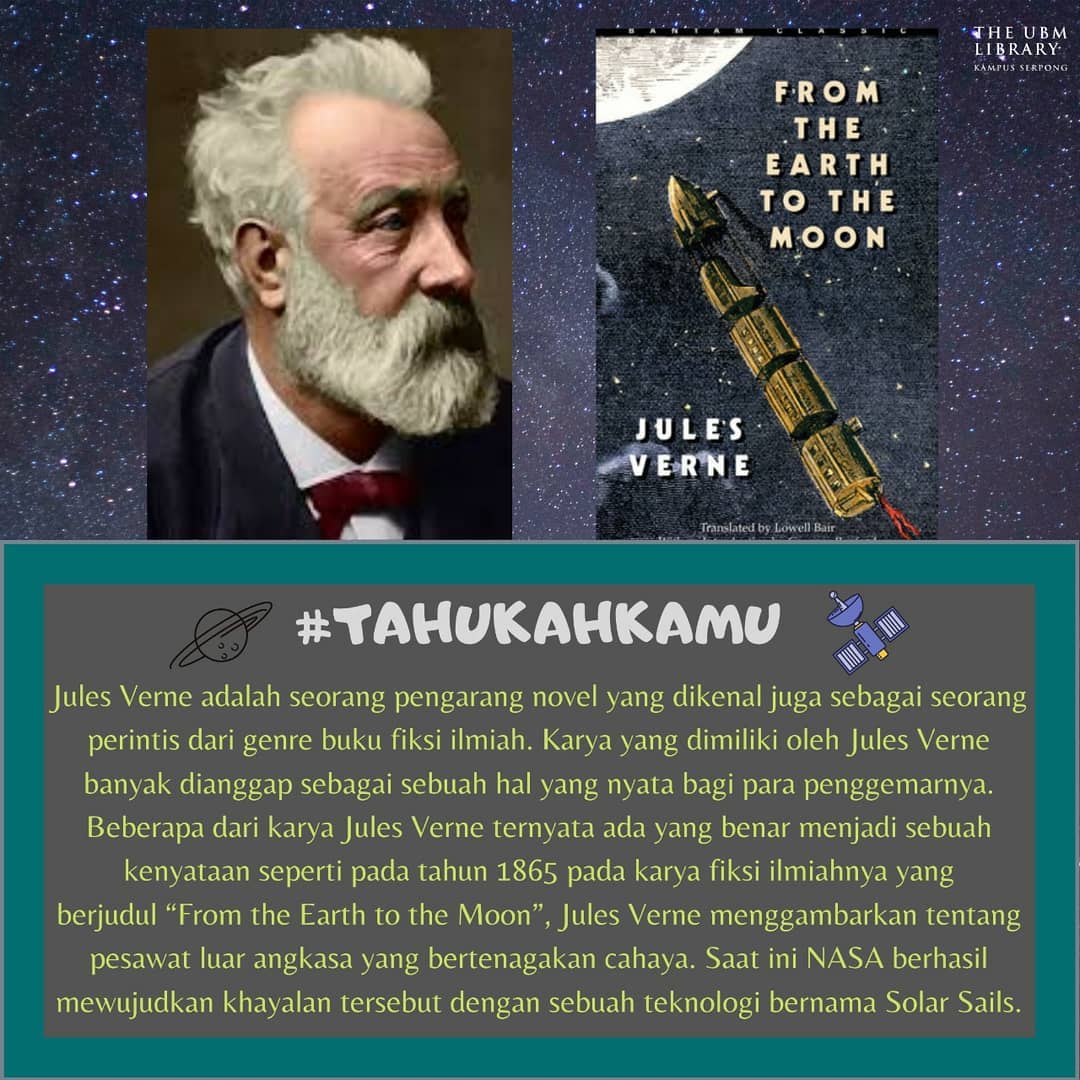 BANTAM CLASSIC
THE UBM
LIBRARY
KAMPUS SERPONG
FROM
THE
EARTH
TO THE
MOON
JULES
VERNE
Translated by Lowell Bair
#TAHUKAHKAMU
Jules Verne adalah seorang pengarang novel yang dikenal juga sebagai seorang
perintis dari genre buku fiksi ilmiah. Karya yang dimiliki oleh Jules Verne
banyak dianggap sebagai sebuah hal yang nyata bagi para penggemarnya.
Beberapa dari karya Jules Verne ternyata ada yang benar menjadi sebuah
kenyataan seperti pada tahun 1865 pada karya fiksi ilmiahnya yang
berjudul “From the Earth to the Moon”, Jules Verne menggambarkan tentang
pesawat luar angkasa yang bertenagakan cahaya. Saat ini NASA berhasil
mewujudkan khayalan tersebut dengan sebuah teknologi bernama Solar Sails.